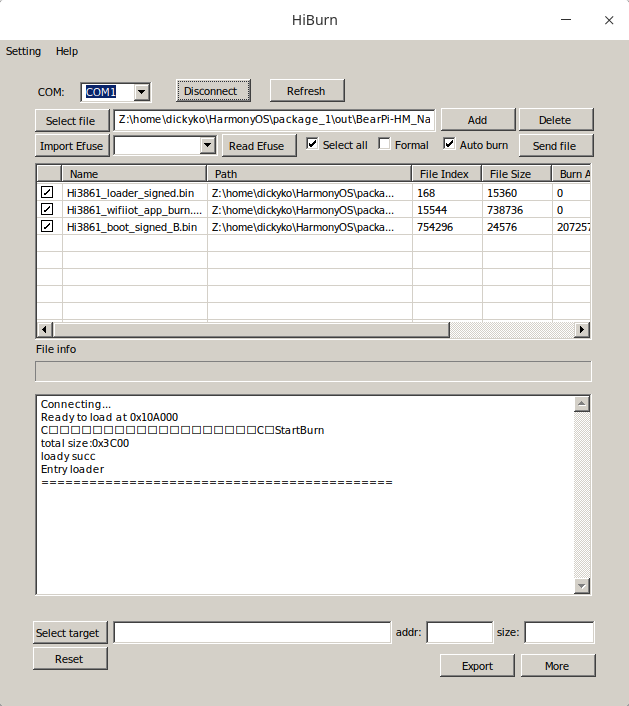 HiBurn
Setting Help
COM: COM1 Disconnect Refresh
Select file Z:\home\dickyko\HarmonyOS\package_1\out\BearPi-HM_Na Add Delete
Import Efuse Read Efuse Select all Formal Auto burn Send file
Name Path File Index File Size Burn A
Hi3861_loader_signed.bin Z:\home\dickyko\HarmonyOS\packa... 168 15360 0
Hi3861_wifiiot_app_burn.... Z:\home\dickyko\HarmonyOS\packa... 15544 738736 0
Hi3861_boot_signed_B.bin Z:\home\dickyko\HarmonyOS\packa... 754296 24576 207257
File info
Connecting...
Ready to load at 0x10A000
C□□□□□□□□□□□□□□□□□□□C□StartBurn
total size:0x3C00
loady succ
Entry loader
============================================
Select target addr: size:
Reset
Export More